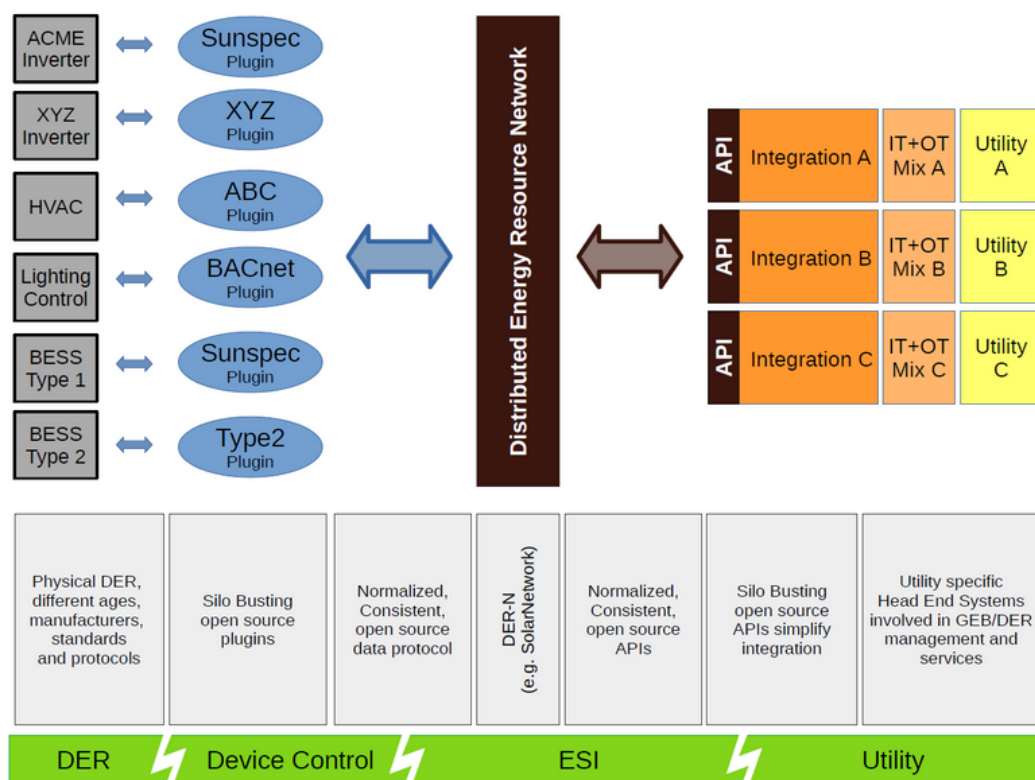 ACME
Inverter
Sunspec
Plugin
XYZ
Inverter
XYZ
Plugin
HVAC
ABC
Plugin
Lighting
Control
BACnet
Plugin
BESS
Type 1
Sunspec
Plugin
BESS
Type 2
Type2
Plugin
Distributed Energy Resource Network
API
Integration A
IT+OT
Mix A
Utility
A
API
Integration B
IT+OT
Mix B
Utility
B
API
Integration C
IT+OT
Mix C
Utility
C
Physical DER,
different ages,
manufacturers,
standards
and protocols
Silo Busting
open source
plugins
Normalized,
Consistent,
open source
data protocol
DER-N
(e.g. SolarNetwork)
Normalized,
Consistent,
open source
APIs
Silo Busting
open source
APIs simplify
integration
Utility specific
Head End Systems
involved in GEB/DER
management and
services
DER
Device Control
ESI
Utility